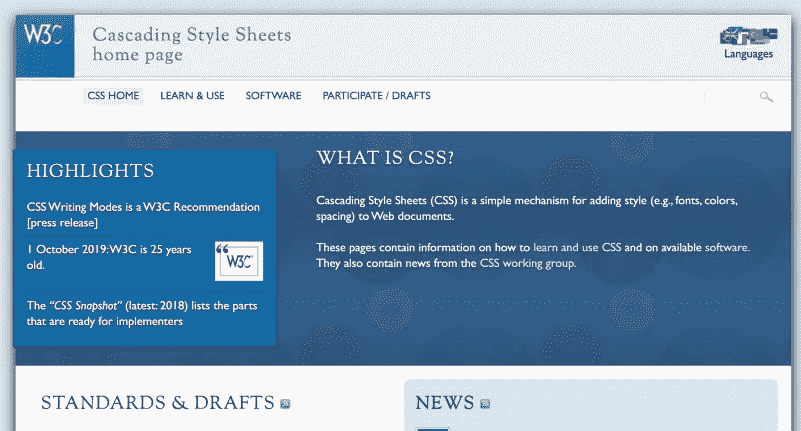 W3C
Cascading Style Sheets
home page
Languages
CSS HOME
LEARN & USE
SOFTWARE
PARTICIPATE / DRAFTS
HIGHLIGHTS
CSS Writing Modes is a W3C Recommendation
[press release]
1 October 2019: W3C is 25 years
old.
W3C
The “CSS Snapshot” (latest: 2018) lists the parts
that are ready for implementers
WHAT IS CSS?
Cascading Style Sheets (CSS) is a simple mechanism for adding style (e.g., fonts, colors,
spacing) to Web documents.
These pages contain information on how to learn and use CSS and on available software.
They also contain news from the CSS working group.
STANDARDS & DRAFTS
NEWS